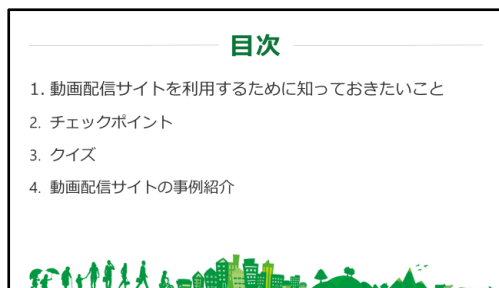 目次
1. 動画配信サイトを利用するために知っておきたいこと
2. チェックポイント
3. クイズ
4. 動画配信サイトの事例紹介